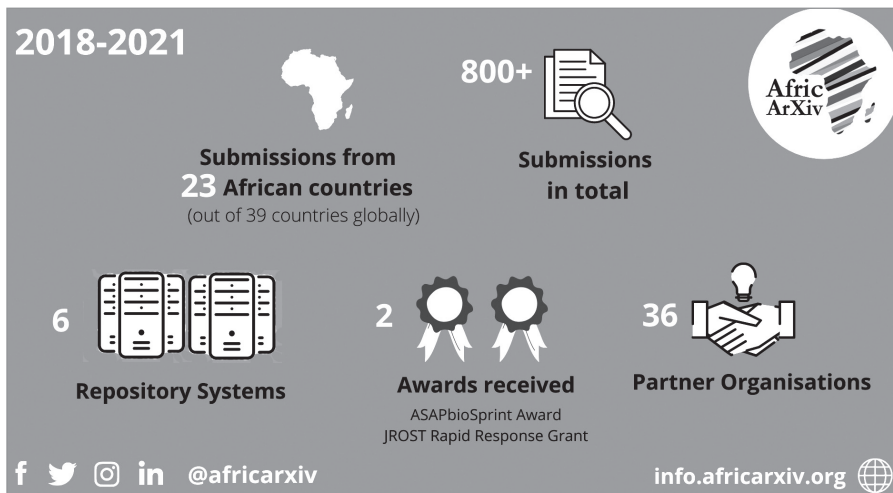 2018-2021
800+
Afric
ArXiv
Submissions from
23 African countries
(out of 39 countries globally)
Submissions
in total
6
Repository Systems
2
Awards received
ASAPbioSprint Award
JROST Rapid Response Grant
36
Partner Organisations
f in @africarxiv
info.africarxiv.org